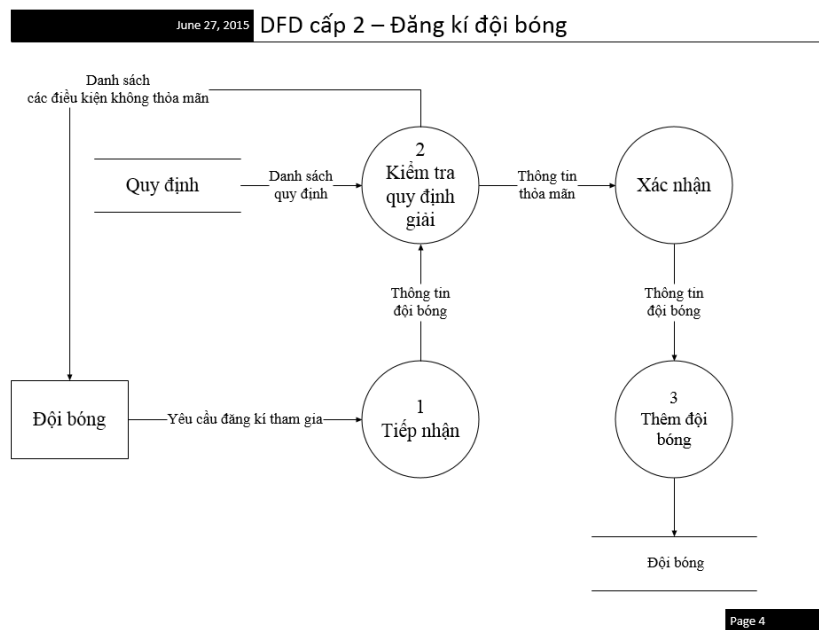 June 27, 2015 DFD cấp 2 – Đăng kí đội bóng
Danh sách
các điều kiện không thỏa mãn
Quy định
Danh sách
quy định
2
Kiểm tra
quy định
giải
Thông tin
thỏa mãn
Xác nhận
Thông tin
đội bóng
Thông tin
đội bóng
Đội bóng
Yêu cầu đăng kí tham gia
1
Tiếp nhận
3
Thêm đội
bóng
Đội bóng
Page 4